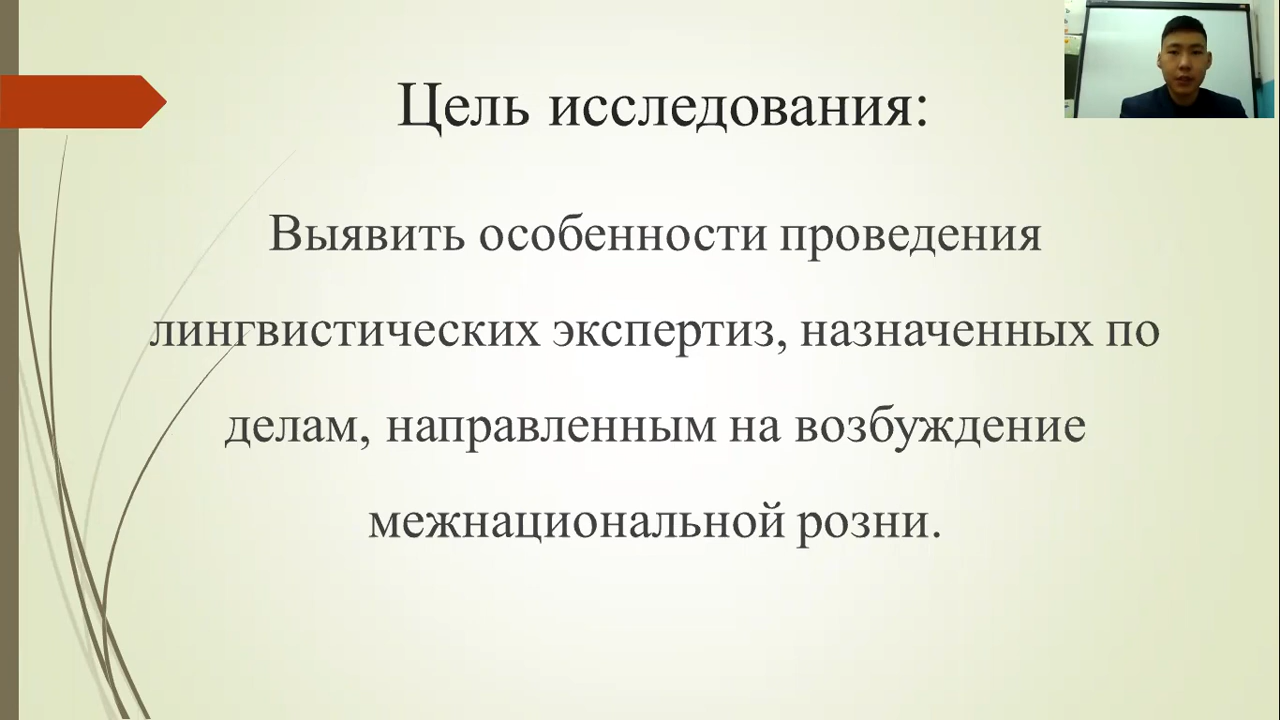 Цель исследования:
Выявить особенности проведения
лингвистических экспертиз, назначенных по
делам, направленным на возбуждение
межнациональной розни.